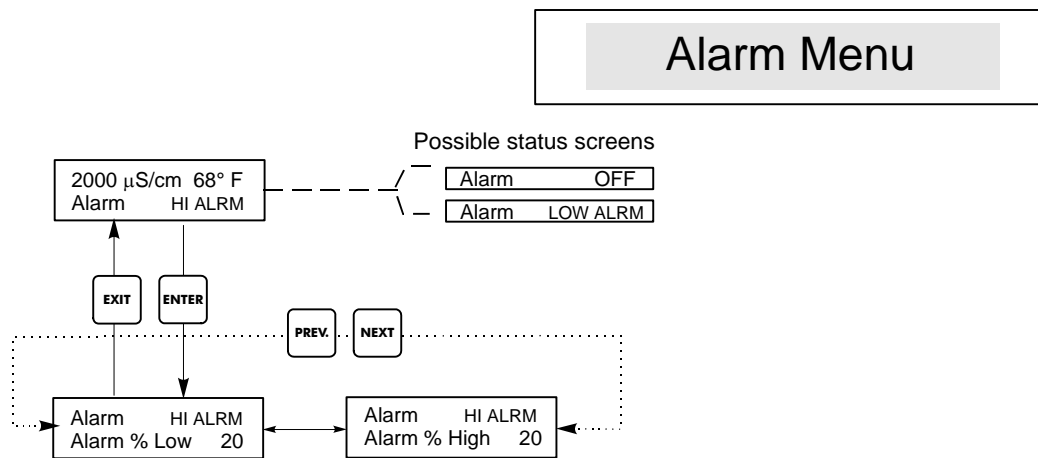 Alarm Menu
Possible status screens
2000 μS/cm 68° F
Alarm HI ALRM
Alarm OFF
Alarm LOW ALRM
EXIT
ENTER
PREV.
NEXT
Alarm HI ALRM
Alarm % Low 20
Alarm HI ALRM
Alarm % High 20